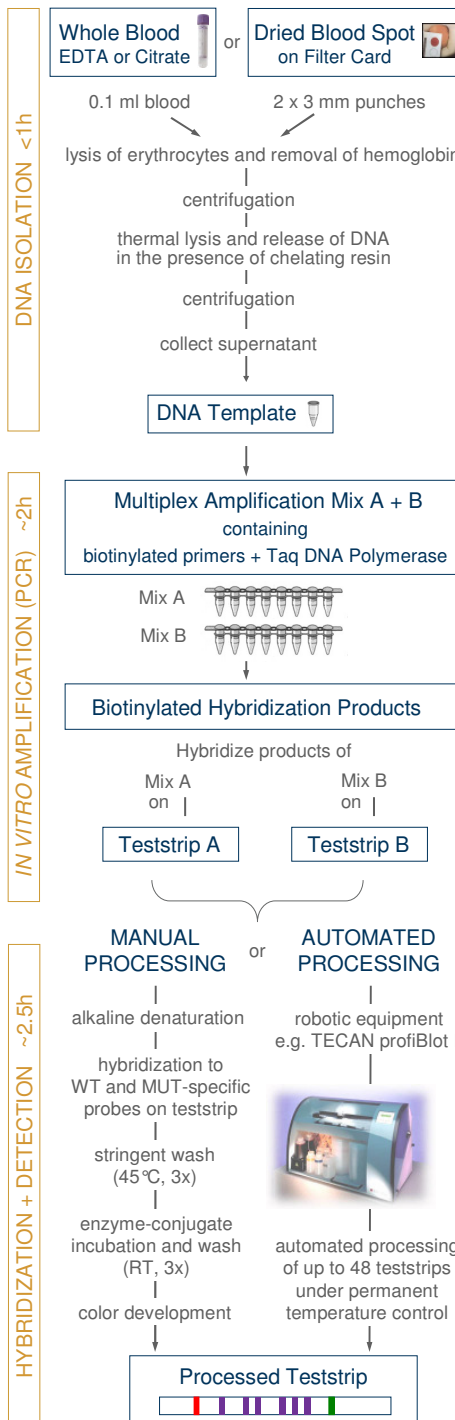 DNA ISOLATION <1h
Whole Blood
EDTA or Citrate
or
Dried Blood Spot
on Filter Card
0.1 ml blood
2 x 3 mm punches
lysis of erythrocytes and removal of hemoglobin
centrifugation
thermal lysis and release of DNA
in the presence of chelating resin
centrifugation
collect supernatant
DNA Template
IN VITRO AMPLIFICATION (PCR) ~2h
Multiplex Amplification Mix A + B
containing
biotinylated primers + Taq DNA Polymerase
Mix A
Mix B
Biotinylated Hybridization Products
Hybridize products of
Mix A
on
Mix B
on
Teststrip A
Teststrip B
HYBRIDIZATION + DETECTION ~2.5h
MANUAL
PROCESSING
or
AUTOMATED
PROCESSING
alkaline denaturation
hybridization to
WT and MUT-specific
probes on teststrip
stringent wash
(45°C, 3x)
enzyme-conjugate
incubation and wash
(RT, 3x)
color development
robotic equipment
e.g. TECAN profiBlot
automated processing
of up to 48 teststrips
under permanent
temperature control
Processed Teststrip